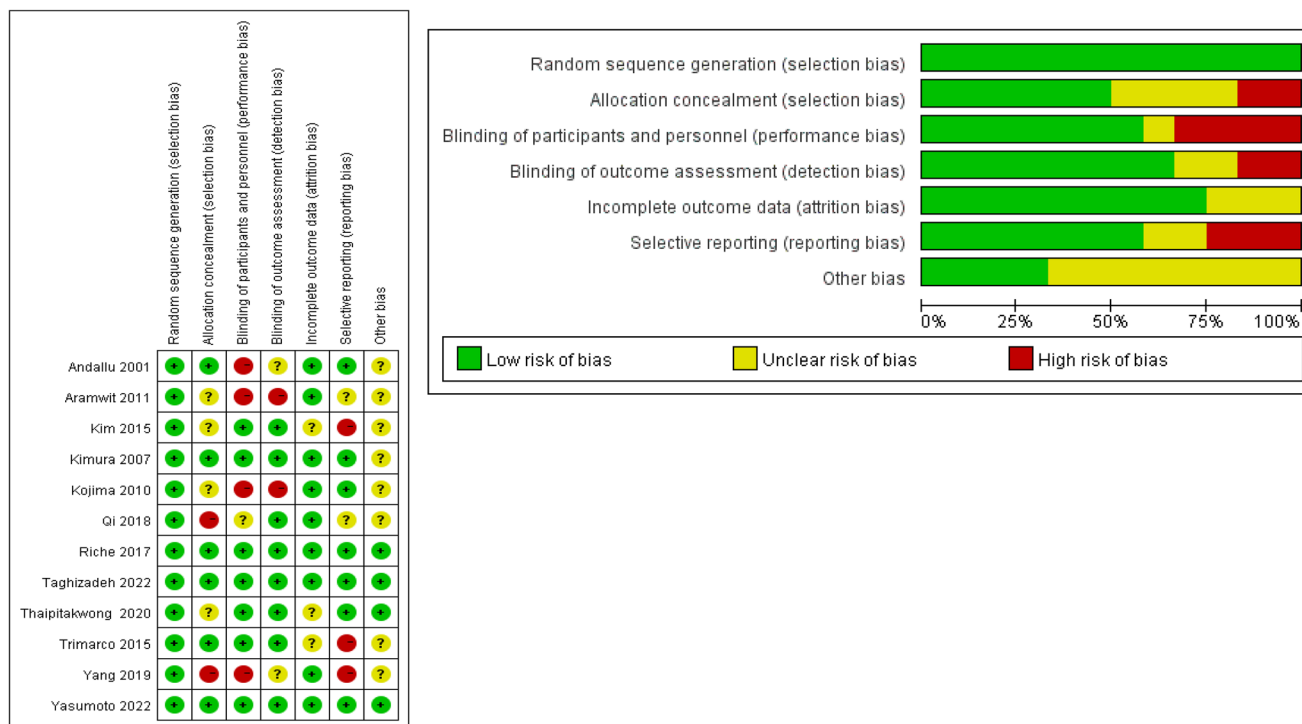 Random sequence generation (selection bias)
Allocation concealment (selection bias)
Blinding of participants and personnel (performance bias)
Blinding of outcome assessment (detection bias)
Incomplete outcome data (attrition bias)
Selective reporting (reporting bias)
Other bias
Andallu 2001 + + - ? + + ?
Aramwit 2011 + ? - - + ? ?
Kim 2015 + ? + + ? - ?
Kimura 2007 + + + + + + ?
Kojima 2010 + ? - - + + ?
Qi 2018 + - ? + + ? ?
Riche 2017 + + + + + + +
Taghizadeh 2022 + + + + + + +
Thaipitakwong 2020 + ? + + ? + +
Trimarco 2015 + + + + ? - ?
Yang 2019 + - - ? + - ?
Yasumoto 2022 + + + + + + +
Random sequence generation (selection bias)
Allocation concealment (selection bias)
Blinding of participants and personnel (performance bias)
Blinding of outcome assessment (detection bias)
Incomplete outcome data (attrition bias)
Selective reporting (reporting bias)
Other bias
0% 25% 50% 75% 100%
Low risk of bias Unclear risk of bias High risk of bias